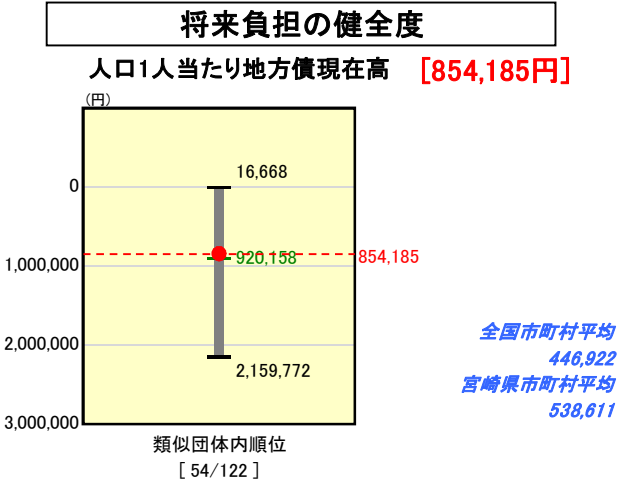 将来負担の健全度
人口1人当たり地方債現在高 [854,185円]
(円)
16,668
0
920,158
854,185
1,000,000
全国市町村平均
2,000,000
446,922
2,159,772
宮崎県市町村平均
538,611
3,000,000
類似団体内順位
[ 54/122 ]